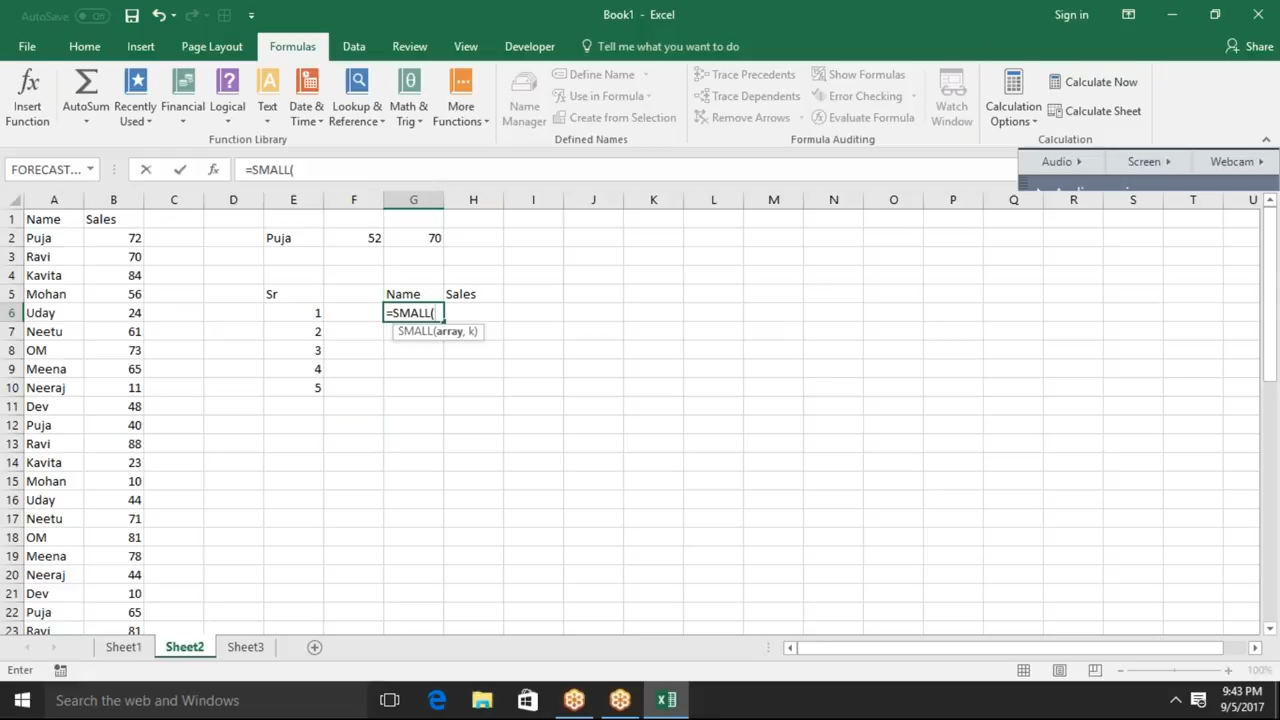 AutoSave Off
Book1 - Excel
Sign in
File Home Insert Page Layout Formulas Data Review View Developer Tell me what you want to do Share
Insert Function
AutoSum
Recently Used
Financial
Logical
Text
Date & Time
Lookup & Reference
Math & Trig
More Functions
Function Library
Name Manager
Define Name
Use in Formula
Create from Selection
Defined Names
Trace Precedents
Trace Dependents
Remove Arrows
Show Formulas
Error Checking
Evaluate Formula
Formula Auditing
Watch Window
Calculation Options
Calculate Now
Calculate Sheet
Calculation
FORECAST... fx =SMALL(
Audio Screen Webcam
A B C D E F G H I J K L M N O P Q R S T U
1 Name Sales
2 Puja 72 Puja 52 70
3 Ravi 70
4 Kavita 84
5 Mohan 56 Sr Name Sales
6 Uday 24 1 =SMALL(
7 Neetu 61 2 SMALL(array, k)
8 OM 73 3
9 Meena 65 4
10 Neeraj 11 5
11 Dev 48
12 Puja 40
13 Ravi 88
14 Kavita 23
15 Mohan 10
16 Uday 44
17 Neetu 71
18 OM 81
19 Meena 78
20 Neeraj 44
21 Dev 10
22 Puja 65
23 Ravi 81
Sheet1 Sheet2 Sheet3
Enter 100%
Search the web and Windows
9:43 PM
9/5/2017